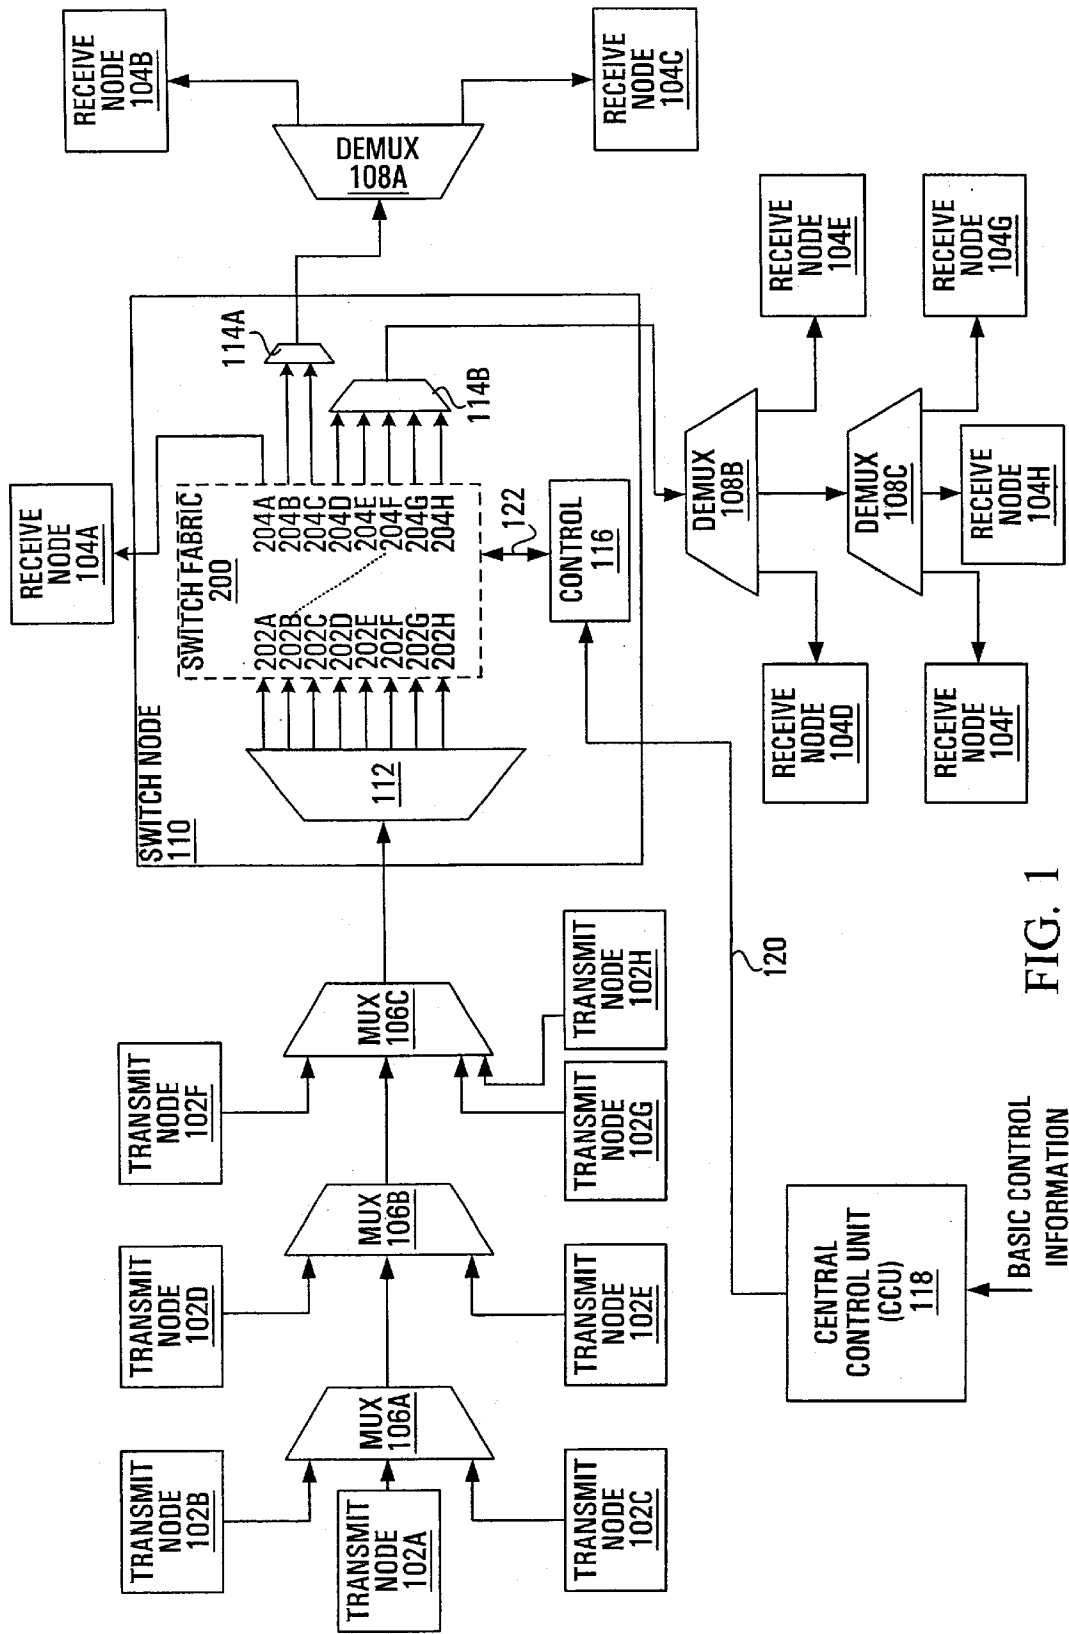 TRANSMIT
NODE
102B
TRANSMIT
NODE
102A
TRANSMIT
NODE
102C
MUX
106A
TRANSMIT
NODE
102D
TRANSMIT
NODE
102E
MUX
106B
TRANSMIT
NODE
102F
TRANSMIT
NODE
102G
TRANSMIT
NODE
102H
MUX
106C
SWITCH NODE
110
112
SWITCH FABRIC
200
202A
202B
202C
202D
202E
202F
202G
202H
204A
204B
204C
204D
204E
204F
204G
204H
114A
114B
122
CONTROL
116
RECEIVE
NODE
104A
RECEIVE
NODE
104B
DEMUX
108A
RECEIVE
NODE
104C
DEMUX
108B
RECEIVE
NODE
104D
RECEIVE
NODE
104E
DEMUX
108C
RECEIVE
NODE
104F
RECEIVE
NODE
104H
RECEIVE
NODE
104G
120
CENTRAL
CONTROL UNIT
(CCU)
118
BASIC CONTROL
INFORMATION
FIG. 1